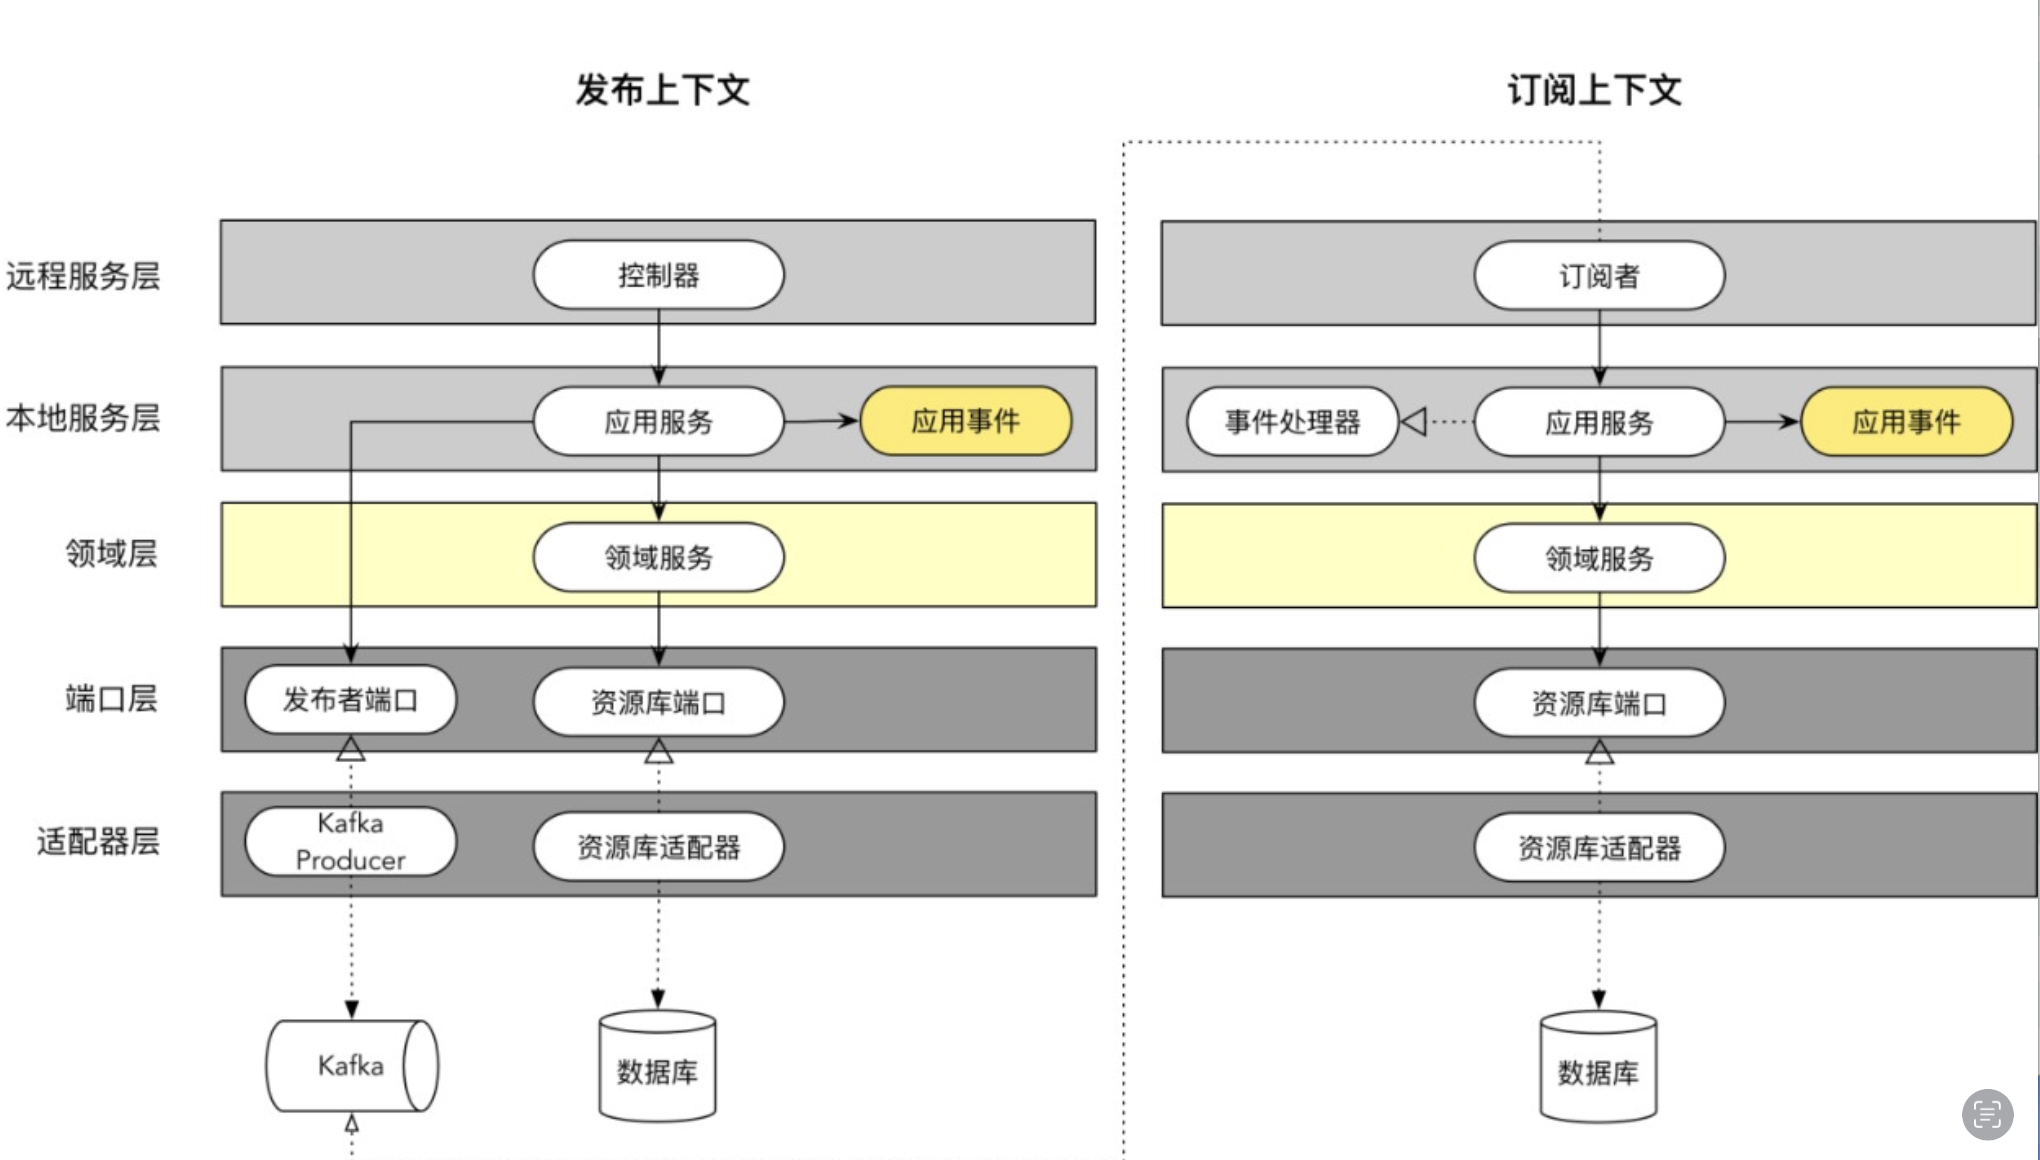 发布上下文
订阅上下文
远程服务层
控制器
订阅者
本地服务层
应用服务
应用事件
事件处理器
应用服务
应用事件
领域层
领域服务
领域服务
端口层
发布者端口
资源库端口
资源库端口
适配器层
Kafka
Producer
资源库适配器
资源库适配器
Kafka
数据库
数据库